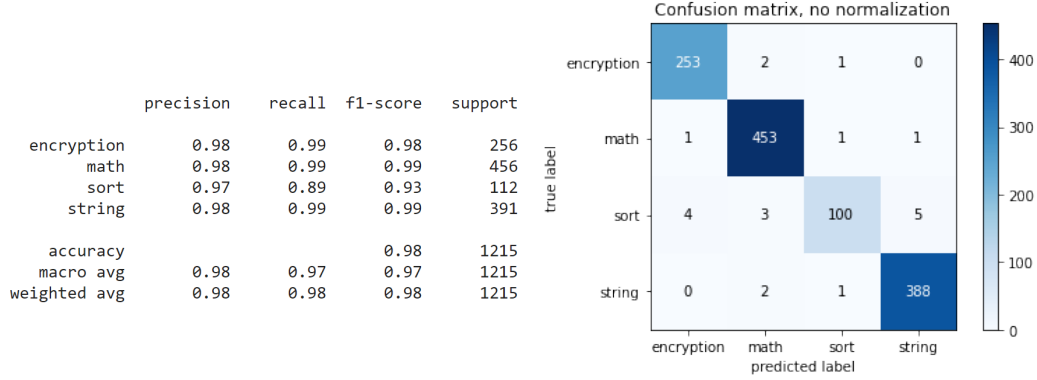 precision recall f1-score support
encryption 0.98 0.99 0.98 256
math 0.98 0.99 0.99 456
sort 0.97 0.89 0.93 112
string 0.98 0.99 0.99 391
accuracy 0.98 1215
macro avg 0.98 0.97 0.97 1215
weighted avg 0.98 0.98 0.98 1215
Confusion matrix, no normalization
true label
encryption 253 2 1 0
math 1 453 1 1
sort 4 3 100 5
string 0 2 1 388
encryption math sort string
predicted label
400
300
200
100
0